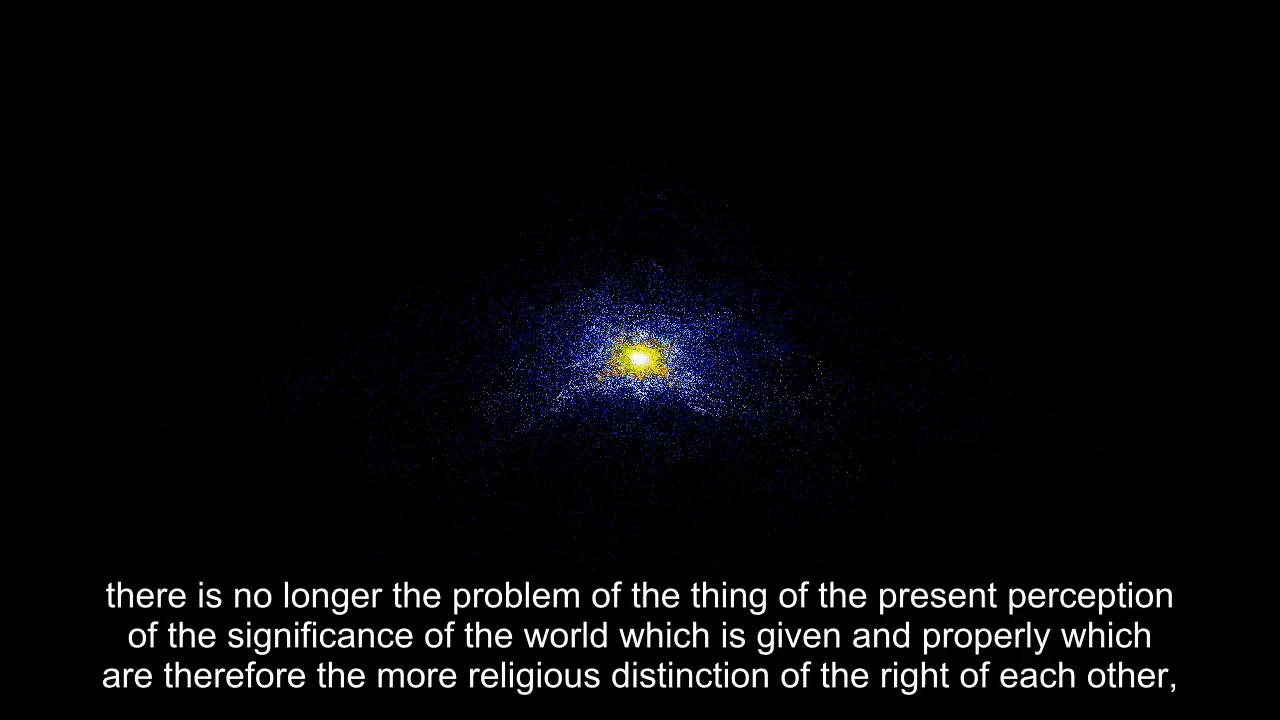 there is no longer the problem of the thing of the present perception
of the significance of the world which is given and properly which
are therefore the more religious distinction of the right of each other,